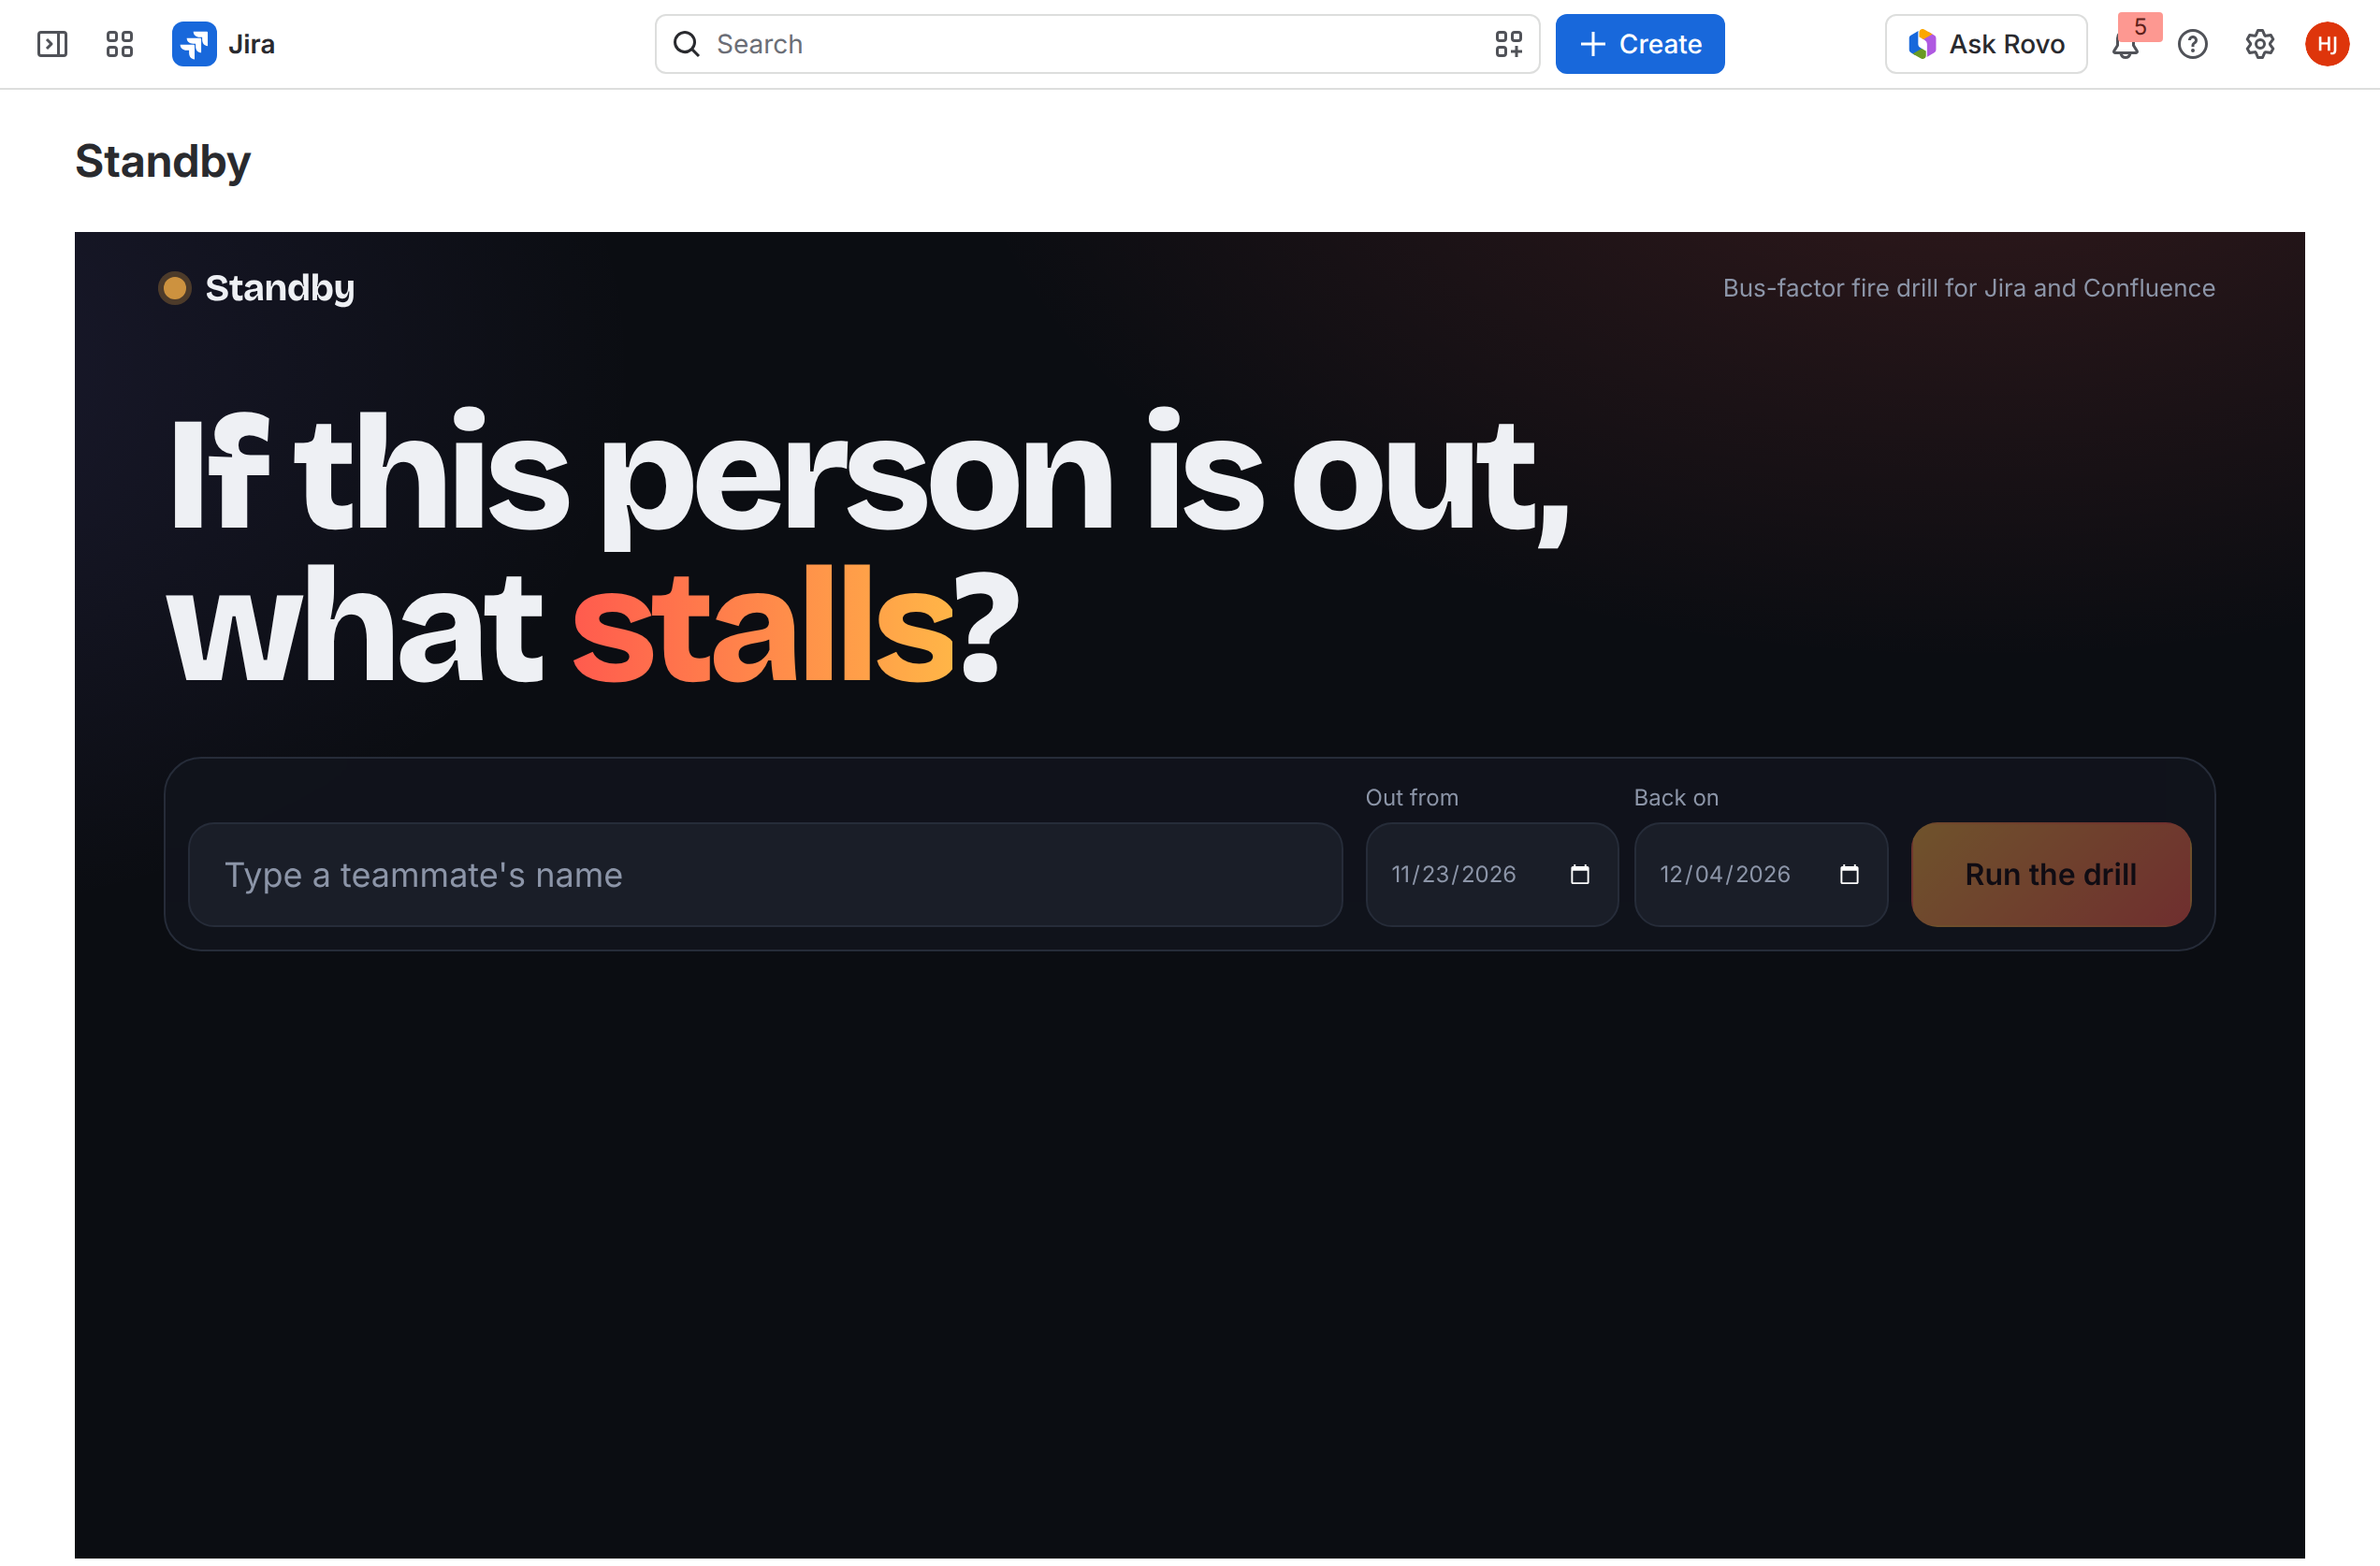 Jira
Search
Create
Ask Rovo
5
HJ
Standby
Standby
Bus-factor fire drill for Jira and Confluence
If this person is out,
what stalls?
Out from
Back on
Type a teammate's name
11/23/2026
12/04/2026
Run the drill